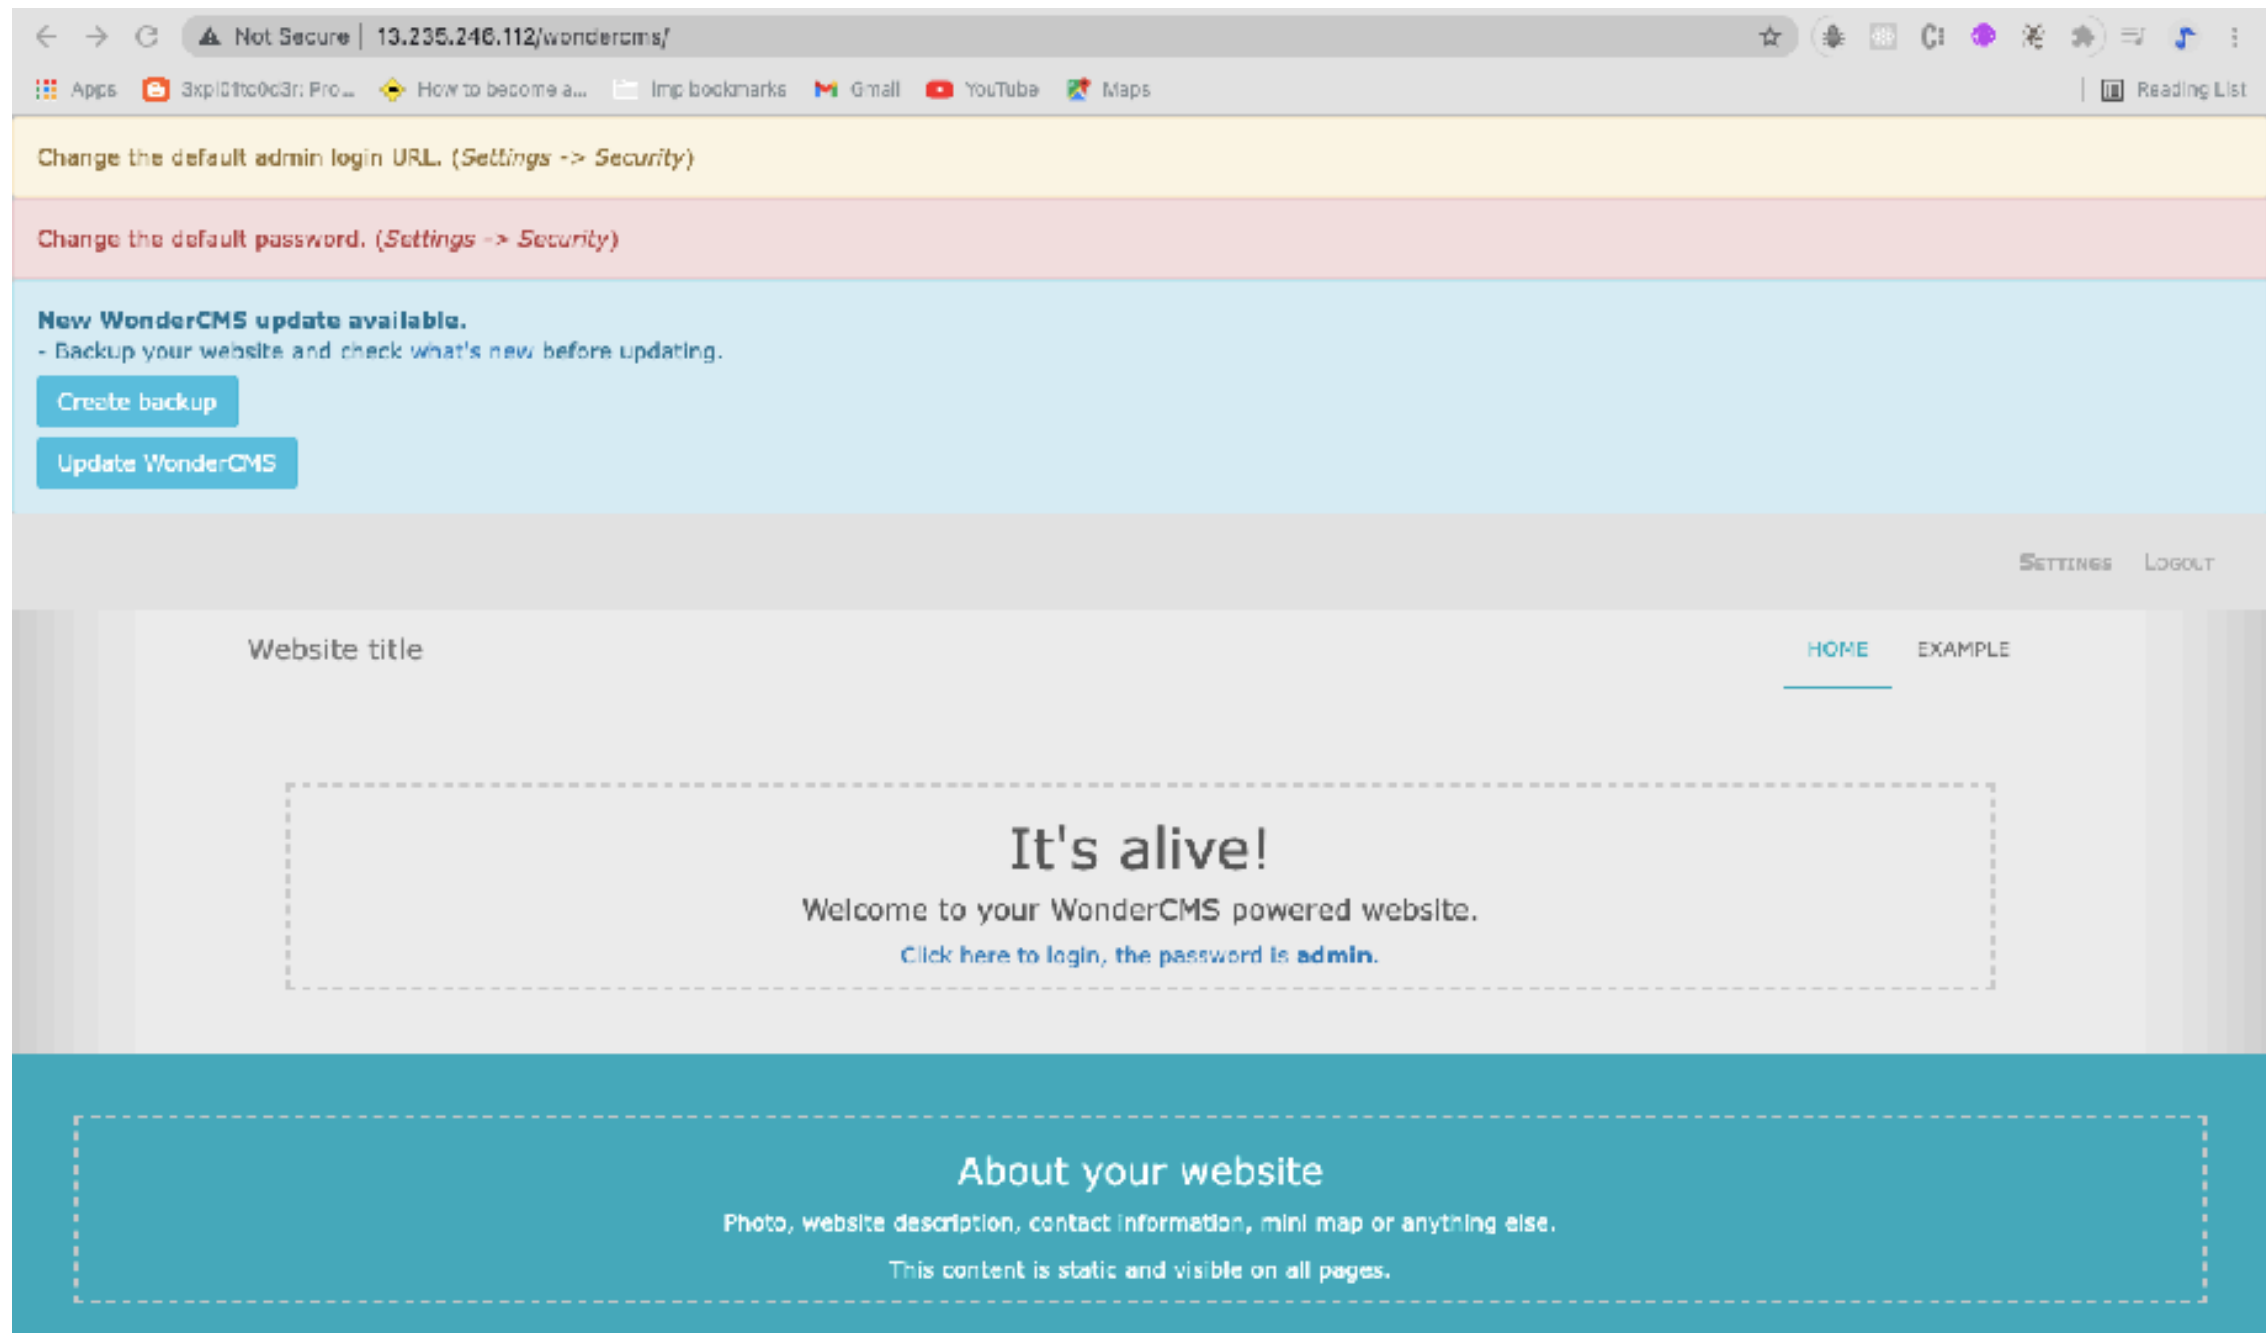 Not Secure | 13.235.246.112/wondercms/
Apps 3xpl01tc0d3r: Pro... How to become a... Imp bookmarks Gmail YouTube Maps Reading List
Change the default admin login URL. (Settings -> Security)
Change the default password. (Settings -> Security)
New WonderCMS update available.
- Backup your website and check what's new before updating.
Create backup
Update WonderCMS
SETTINGS LOGOUT
Website title HOME EXAMPLE
It's alive!
Welcome to your WonderCMS powered website.
Click here to login, the password is admin.
About your website
Photo, website description, contact information, mini map or anything else.
This content is static and visible on all pages.